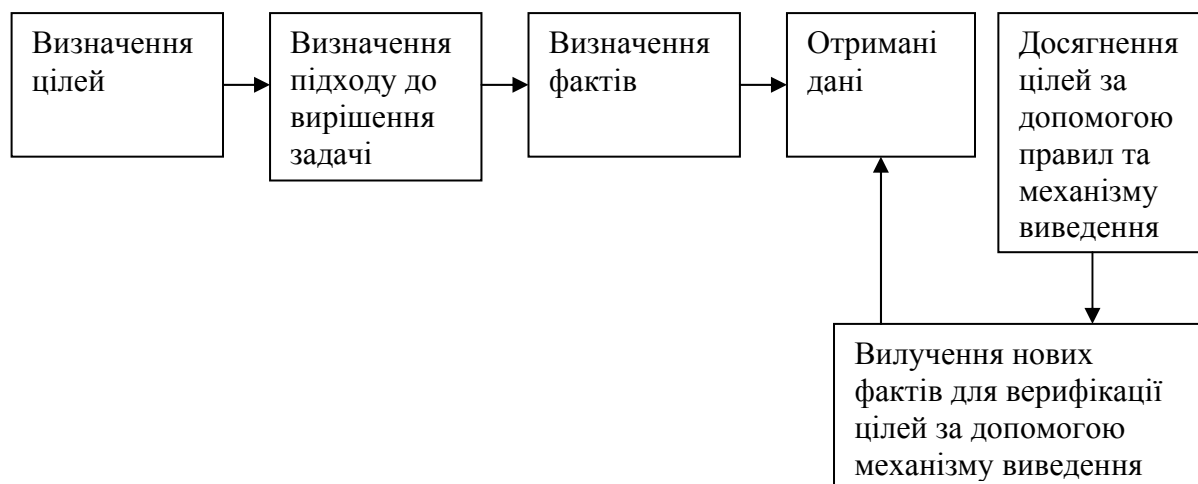 Визначення
цілей
Визначення
підходу до
вирішення
задачі
Визначення
фактів
Отримані
дані
Досягнення
цілей за
допомогою
правил та
механізму
виведення
Вилучення нових
фактів для верифікації
цілей за допомогою
механізму виведення